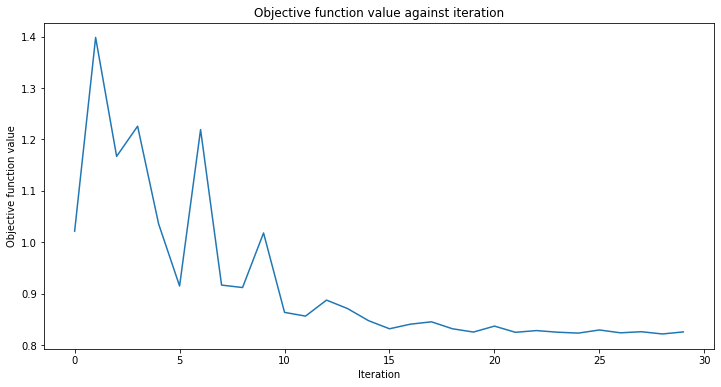 Objective function value against iteration
1.4
1.3
1.2
1.1
1.0
0.9
0.8
Objective function value
0 5 10 15 20 25 30
Iteration